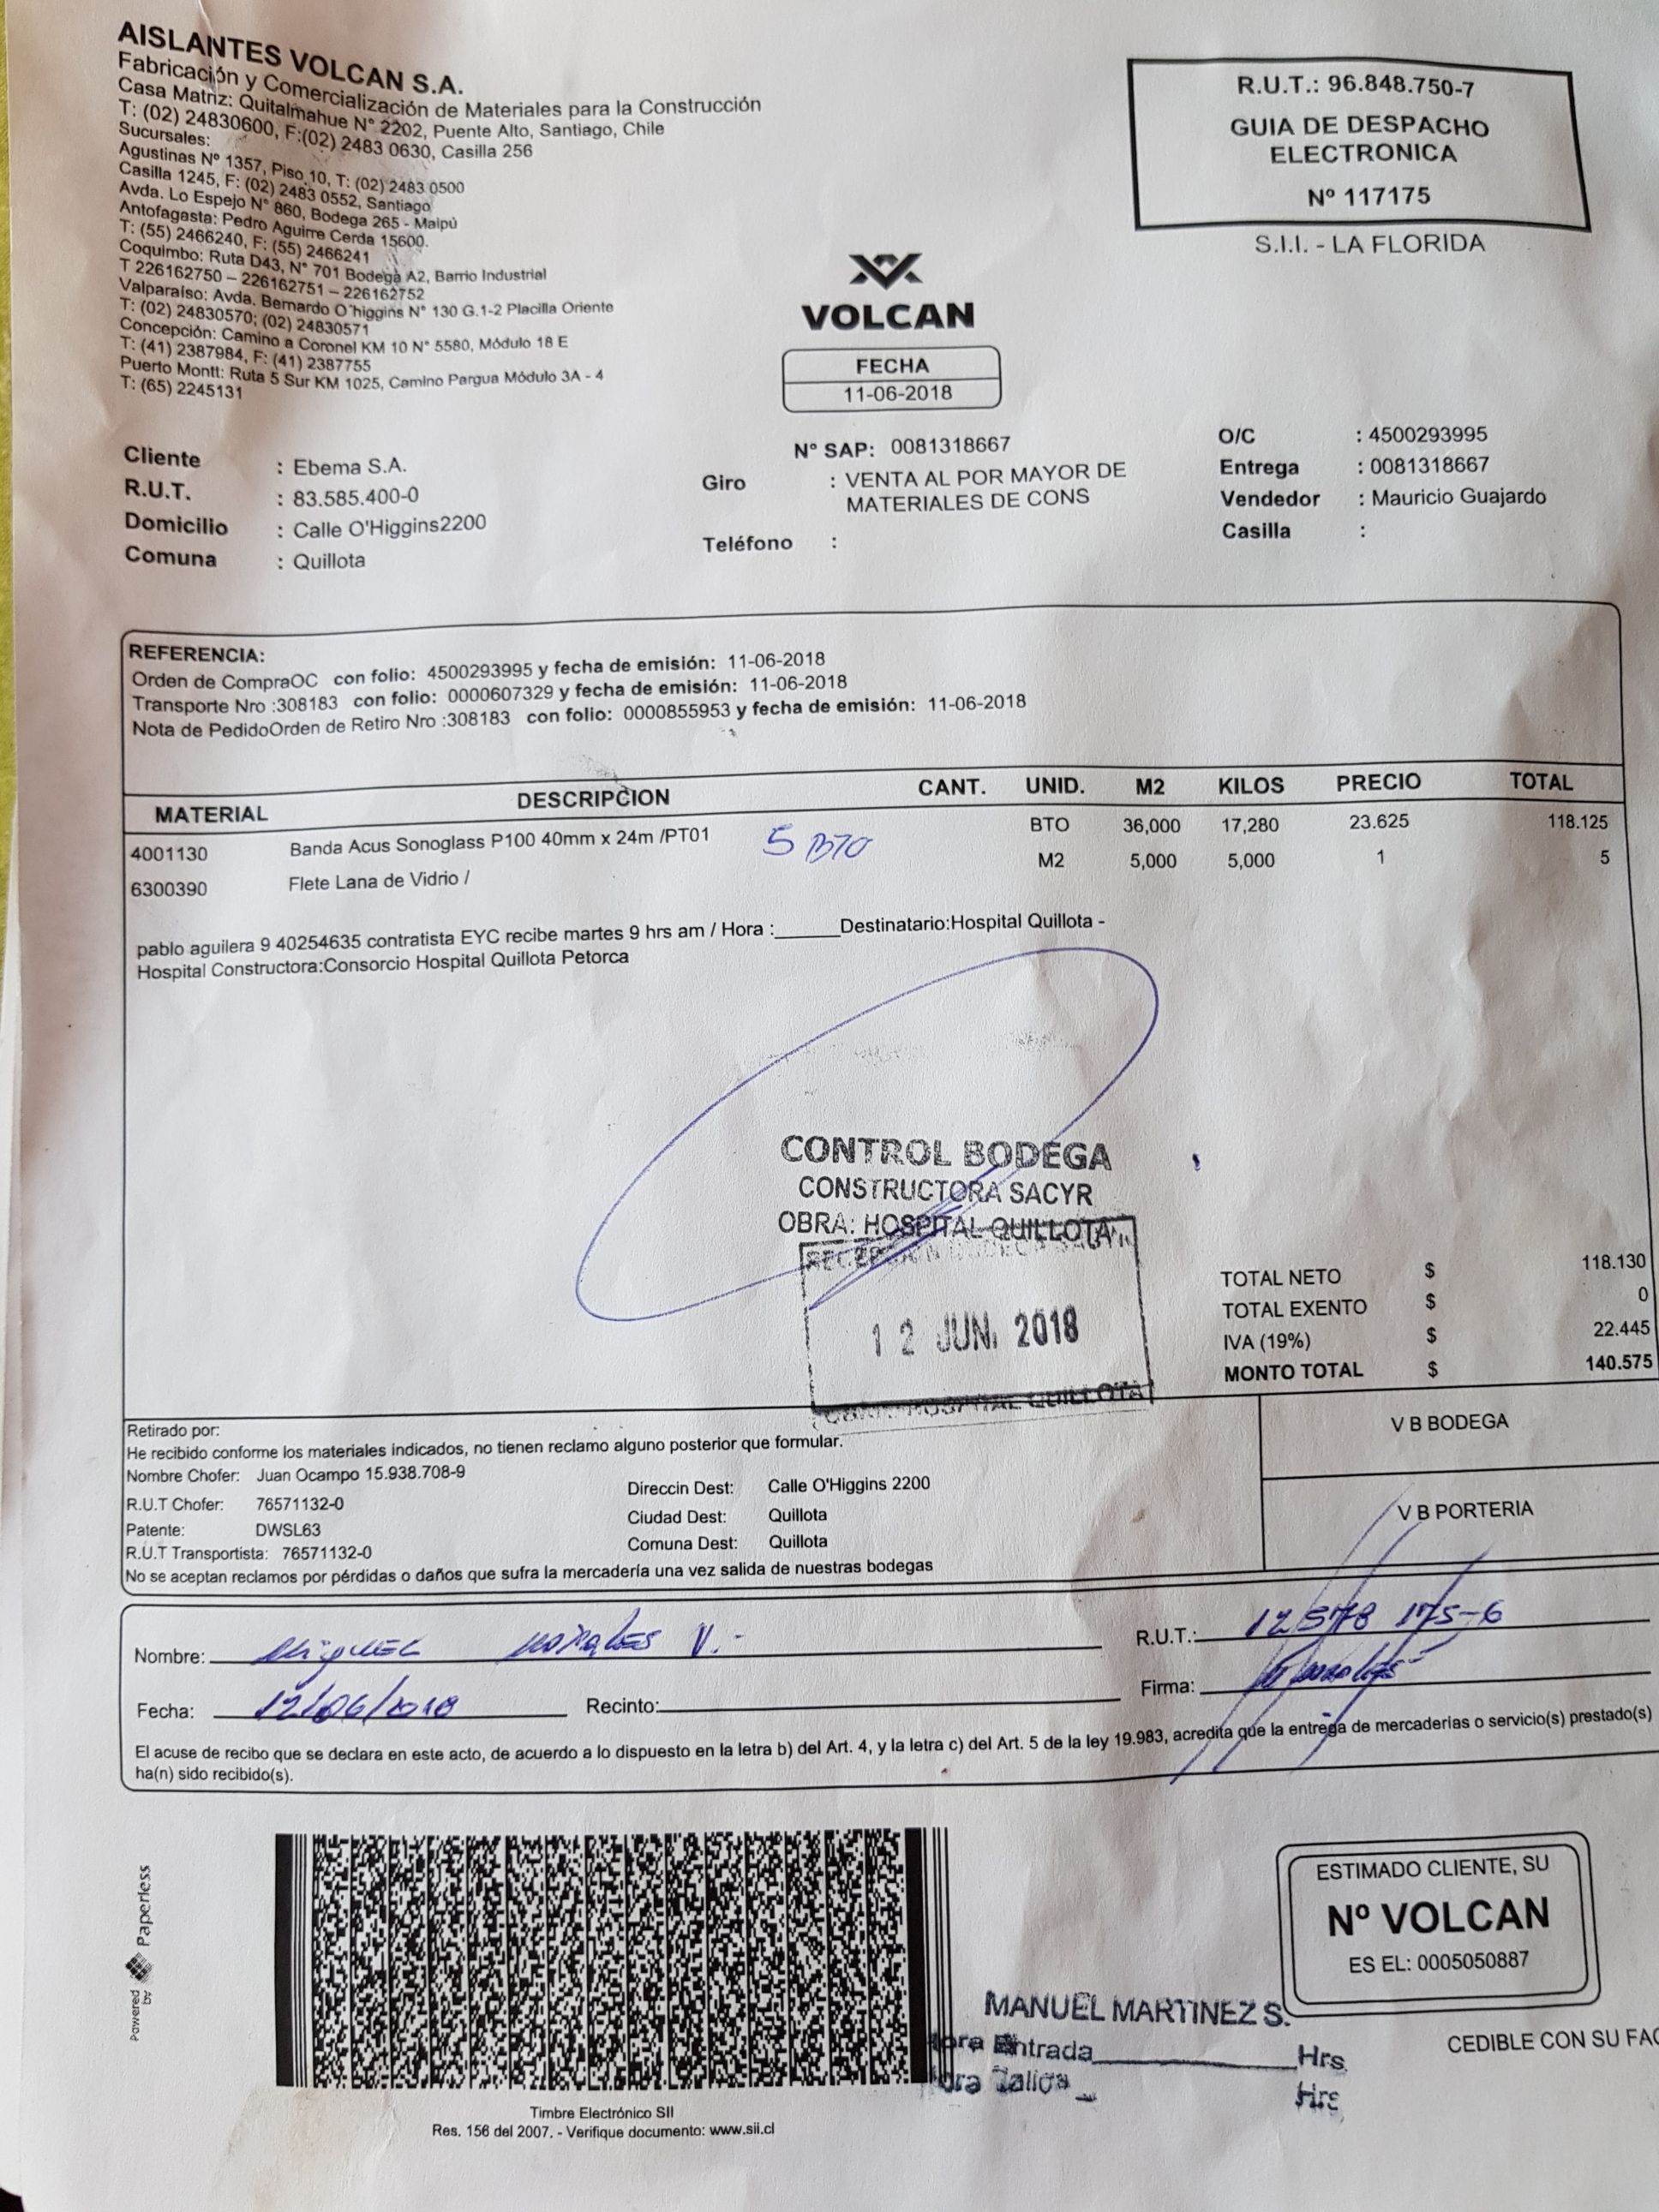 AISLANTES VOLCAN S.A.
Fabricación y Comercialización de Materiales para la Construcción
Casa Matriz: Quitalmahue N° 2202, Puente Alto, Santiago, Chile
T: (02) 24830600, F:(02) 2483 0630, Casilla 256
Sucursales:
Agustinas Nº 1357, Piso 10, T: (02) 2483 0500
Casilla 1245, F: (02) 2483 0552, Santiago
Avda. Lo Espejo N° 860, Bodega 265 - Maipú
Antofagasta: Pedro Aguirre Cerda 15600.
T: (55) 2466240, F: (55) 2466241
Coquimbo: Ruta D43, N° 701 Bodega A2, Barrio Industrial
T 226162750 – 226162751 – 226162752
Valparaíso: Avda. Bernardo O´higgins N° 130 G.1-2 Placilla Oriente
T: (02) 24830570; (02) 24830571
Concepción: Camino a Coronel KM 10 N° 5580, Módulo 18 E
T: (41) 2387984, F: (41) 2387755
Puerto Montt: Ruta 5 Sur KM 1025, Camino Pargua Módulo 3A - 4
T: (65) 2245131
R.U.T.: 96.848.750-7
GUIA DE DESPACHO
ELECTRONICA
Nº 117175
S.I.I. - LA FLORIDA
VOLCAN
FECHA
11-06-2018
Cliente : Ebema S.A.
R.U.T. : 83.585.400-0
Domicilio : Calle O'Higgins2200
Comuna : Quillota
Nº SAP: 0081318667
Giro : VENTA AL POR MAYOR DE
MATERIALES DE CONS
Teléfono :
O/C : 4500293995
Entrega : 0081318667
Vendedor : Mauricio Guajardo
Casilla :
REFERENCIA:
Orden de CompraOC con folio: 4500293995 y fecha de emisión: 11-06-2018
Transporte Nro :308183 con folio: 0000607329 y fecha de emisión: 11-06-2018
Nota de PedidoOrden de Retiro Nro :308183 con folio: 0000855953 y fecha de emisión: 11-06-2018
MATERIAL DESCRIPCION CANT. UNID. M2 KILOS PRECIO TOTAL
4001130 Banda Acus Sonoglass P100 40mm x 24m /PT01 5 BTO BTO 36,000 17,280 23.625 118.125
6300390 Flete Lana de Vidrio / M2 5,000 5,000 1 5
pablo aguilera 9 40254635 contratista EYC recibe martes 9 hrs am / Hora :______Destinatario:Hospital Quillota -
Hospital Constructora:Consorcio Hospital Quillota Petorca
CONTROL BODEGA
CONSTRUCTORA SACYR
OBRA: HOSPITAL QUILLOTA
12 JUN. 2018
HOSPITAL QUILLOTA
TOTAL NETO $ 118.130
TOTAL EXENTO $ 0
IVA (19%) $ 22.445
MONTO TOTAL $ 140.575
Retirado por:
He recibido conforme los materiales indicados, no tienen reclamo alguno posterior que formular.
Nombre Chofer: Juan Ocampo 15.938.708-9
R.U.T Chofer: 76571132-0
Patente: DWSL63
R.U.T Transportista: 76571132-0
Direccin Dest: Calle O'Higgins 2200
Ciudad Dest: Quillota
Comuna Dest: Quillota
No se aceptan reclamos por pérdidas o daños que sufra la mercadería una vez salida de nuestras bodegas
V B BODEGA
V B PORTERIA
Nombre: Miguel Morales V.-
R.U.T.: 12578 175-6
Fecha: 12/06/2018 Recinto:
Firma:
El acuse de recibo que se declara en este acto, de acuerdo a lo dispuesto en la letra b) del Art. 4, y la letra c) del Art. 5 de la ley 19.983, acredita que la entrega de mercaderías o servicio(s) prestado(s)
ha(n) sido recibido(s).
Powered by Paperless
Timbre Electrónico SII
Res. 156 del 2007. - Verifique documento: www.sii.cl
ESTIMADO CLIENTE, SU
Nº VOLCAN
ES EL: 0005050887
MANUEL MARTINEZ S.
Entrada Hrs
Hrs
CEDIBLE CON SU